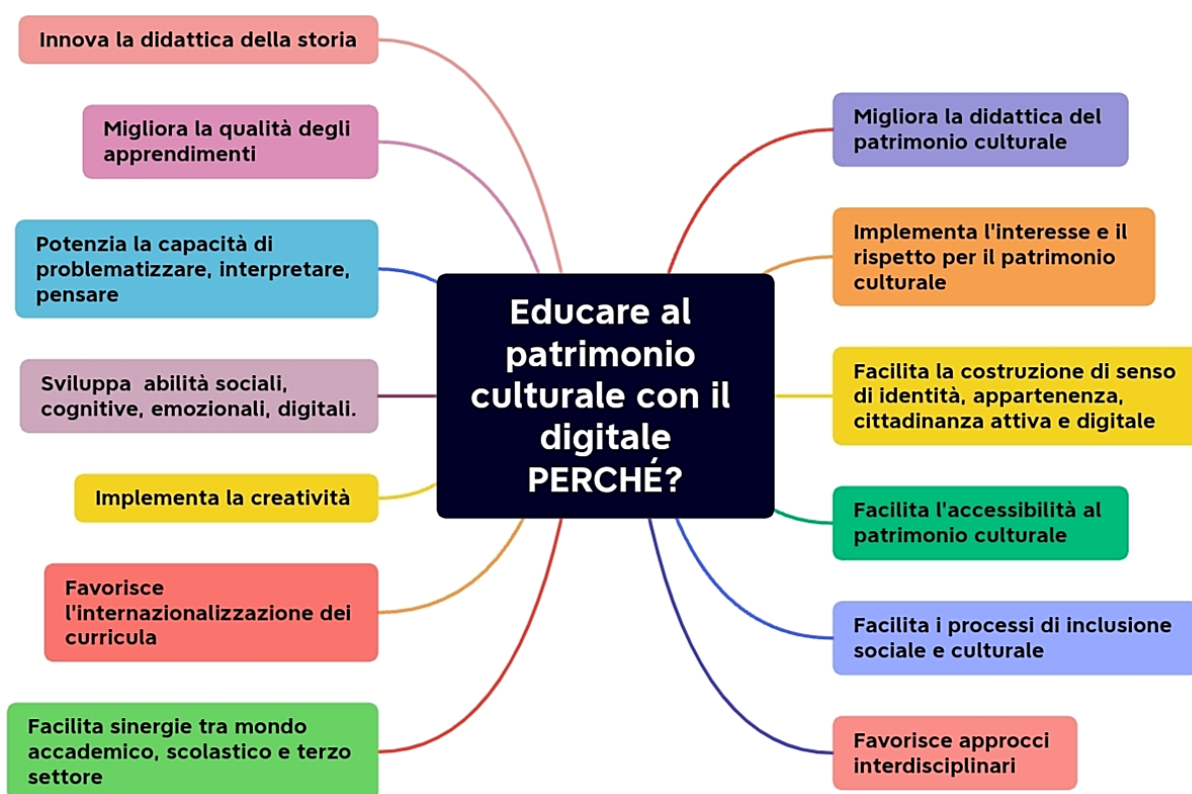 Innova la didattica della storia
Migliora la qualità degli
apprendimenti
Potenzia la capacità di
problematizzare, interpretare,
pensare
Sviluppa  abilità sociali,
cognitive, emozionali, digitali.
Implementa la creatività
Favorisce
l'internazionalizzazione dei
curricula
Facilita sinergie tra mondo
accademico, scolastico e terzo
settore
Educare al
patrimonio
culturale con il
digitale
PERCHÉ?
Migliora la didattica del
patrimonio culturale
Implementa l'interesse e il
rispetto per il patrimonio
culturale
Facilita la costruzione di senso
di identità, appartenenza,
cittadinanza attiva e digitale
Facilita l'accessibilità al
patrimonio culturale
Facilita i processi di inclusione
sociale e culturale
Favorisce approcci
interdisciplinari